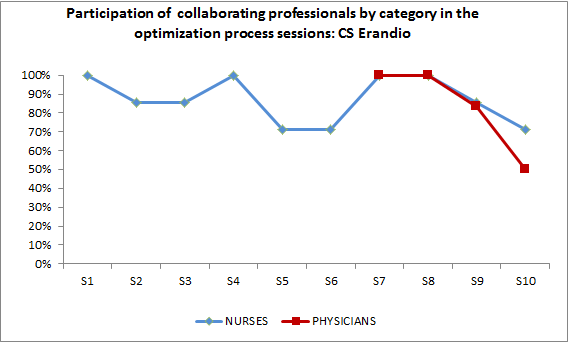 Participation of collaborating professionals by category in the
optimization process sessions: CS Erandio
100%
90%
80%
70%
60%
50%
40%
30%
20%
10%
0%
S1 S2 S3 S4 S5 S6 S7 S8 S9 S10
NURSES PHYSICIANS